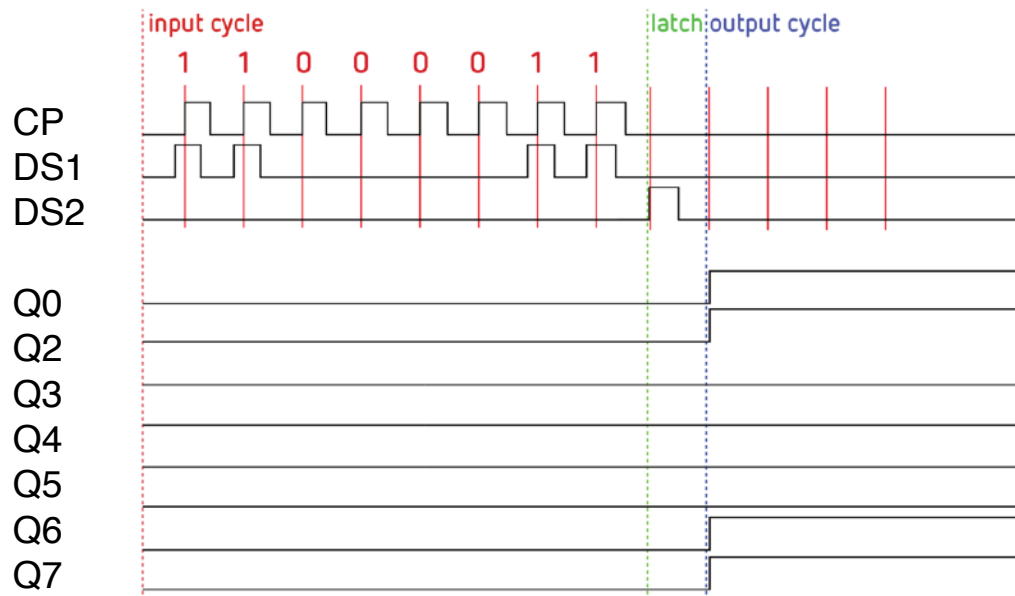 input cycle latch output cycle
1 1 0 0 0 0 1 1
CP
DS1
DS2
Q0
Q2
Q3
Q4
Q5
Q6
Q7